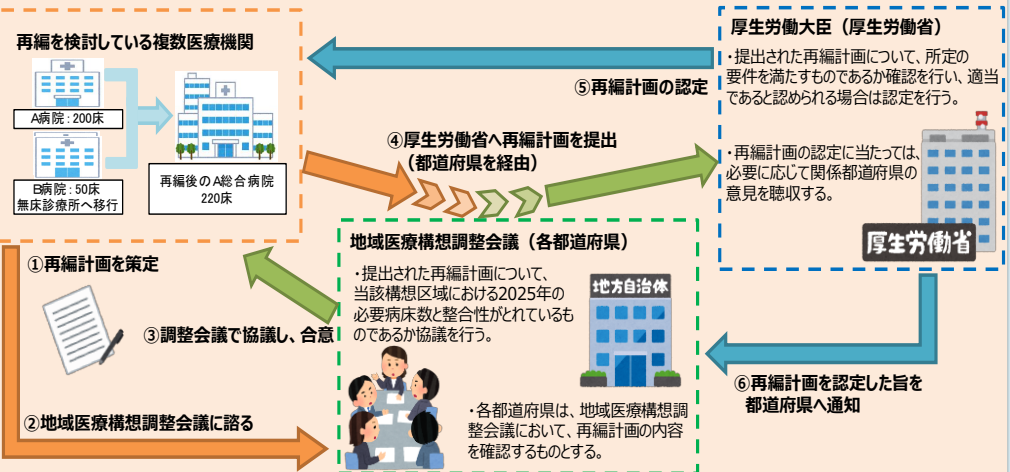 再編を検討している複数医療機関
A病院：200床
B病院：50床
無床診療所へ移行
再編後のA総合病院
220床
①再編計画を策定
②地域医療構想調整会議に諮る
③調整会議で協議し、合意
④厚生労働省へ再編計画を提出
（都道府県を経由）
⑤再編計画の認定
地域医療構想調整会議（各都道府県）
・提出された再編計画について、
当該構想区域における2025年の
必要病床数と整合性がとれているも
のであるか協議を行う。
地方自治体
・各都道府県は、地域医療構想調
整会議において、再編計画の内容
を確認するものとする。
厚生労働大臣（厚生労働省）
・提出された再編計画について、所定の
要件を満たすものであるか確認を行い、適当
であると認められる場合は認定を行う。
・再編計画の認定に当たっては、
必要に応じて関係都道府県の
意見を聴収する。
厚生労働省
⑥再編計画を認定した旨を
都道府県へ通知